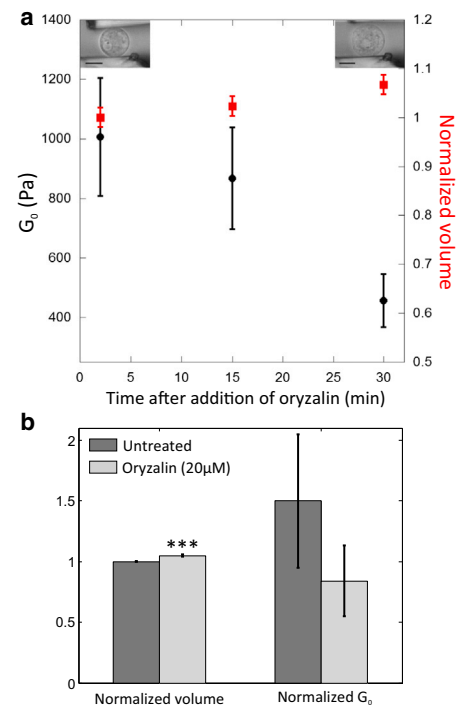 a
1400
1200
1000
800
600
400
G₀ (Pa)
1.2
1.1
1
0.9
0.8
0.7
0.6
0.5
Normalized volume
0 5 10 15 20 25 30
Time after addition of oryzalin (min)
b
2
1.5
1
0.5
0
Untreated
Oryzalin (20μM)
***
Normalized volume
Normalized G₀